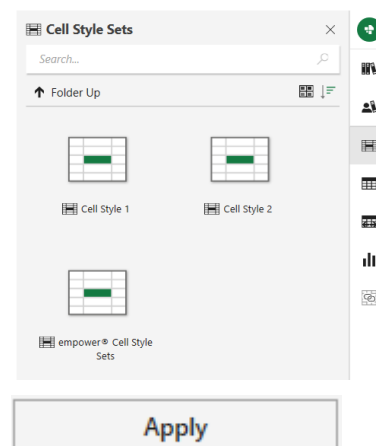 Cell Style Sets
Search...
Folder Up
Cell Style 1
Cell Style 2
empower® Cell Style
Sets
Apply